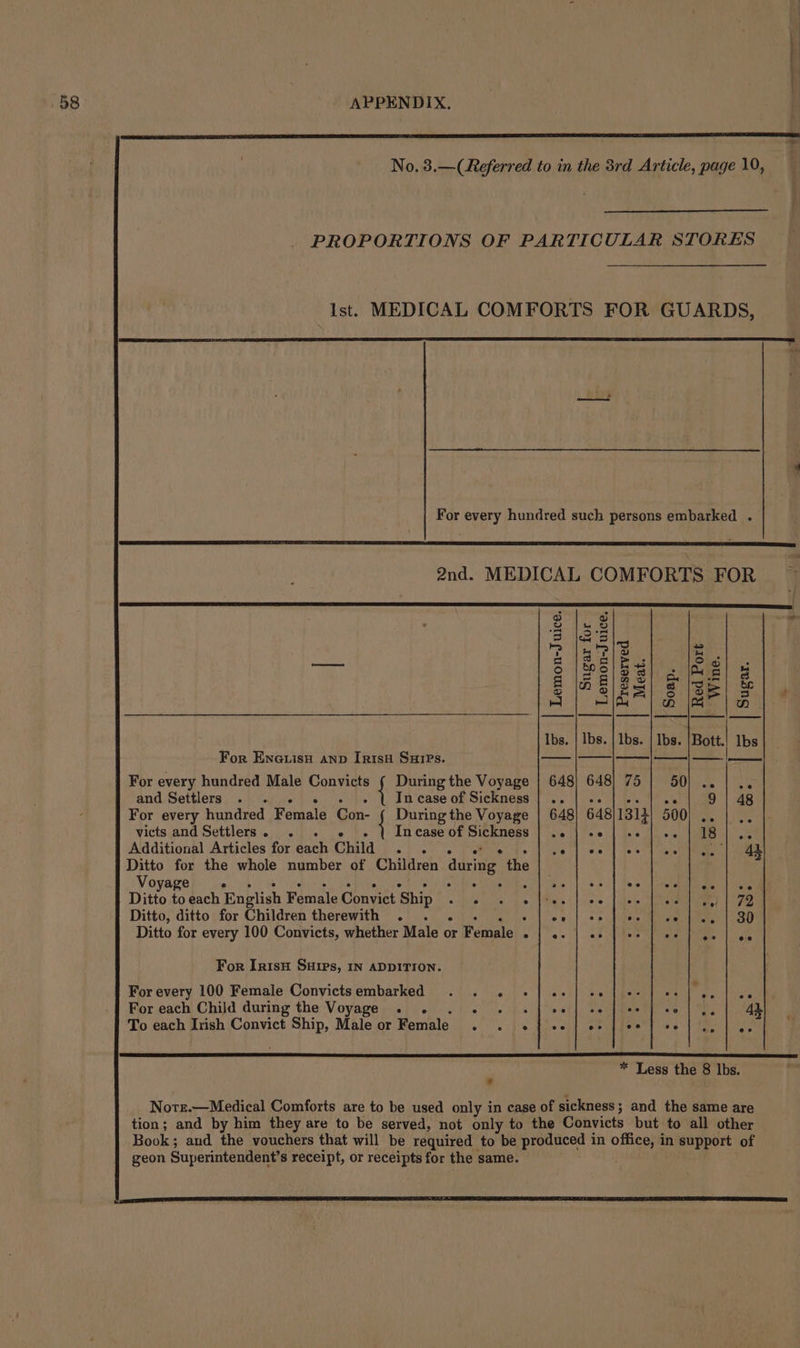 58 APPENDIX.
No. 3.—(Referred to in the 3rd Article, page 10,
PROPORTIONS OF PARTICULAR STORES
1st. MEDICAL COMFORTS FOR GUARDS,
—
For every hundred such persons embarked .
2nd. MEDICAL COMFORTS FOR
— Lemon-Juice. Sugar for Lemon-Juice. Preserved Meat. Soap. Red Port Wine. Sugar.
lbs. lbs. lbs. lbs. Bott. lbs
For English and Irish Ships.
For every hundred Male Convicts { During the Voyage 648 648 75 50 .. ..
and Settlers . . . . . . { In case of Sickness .. .. .. .. 9 48
For every hundred Female Con- { During the Voyage 648 648 131¼ 500 .. ..
victs and Settlers . . . . . { In case of Sickness .. .. .. .. 18 ..
Additional Articles for each Child . . . . . . .. .. .. .. .. 4½
Ditto for the whole number of Children during the
Voyage . . . . . . . . . . .. .. .. .. .. ..
Ditto to each English Female Convict Ship . . . . .. .. .. .. .. 72
Ditto, ditto for Children therewith . . . . . . .. .. .. .. .. 30
Ditto for every 100 Convicts, whether Male or Female . .. .. .. .. .. ..
For Irish Ships, in addition.
For every 100 Female Convicts embarked . . . . .. .. .. .. .. ..
For each Child during the Voyage . . . . . . .. .. .. .. .. 4½
To each Irish Convict Ship, Male or Female . . . .. .. .. .. .. ..
* Less the 8 lbs.
Note.—Medical Comforts are to be used only in case of sickness; and the same are
tion; and by him they are to be served, not only to the Convicts but to all other
Book; and the vouchers that will be required to be produced in office, in support of
geon Superintendent's receipt, or receipts for the same.